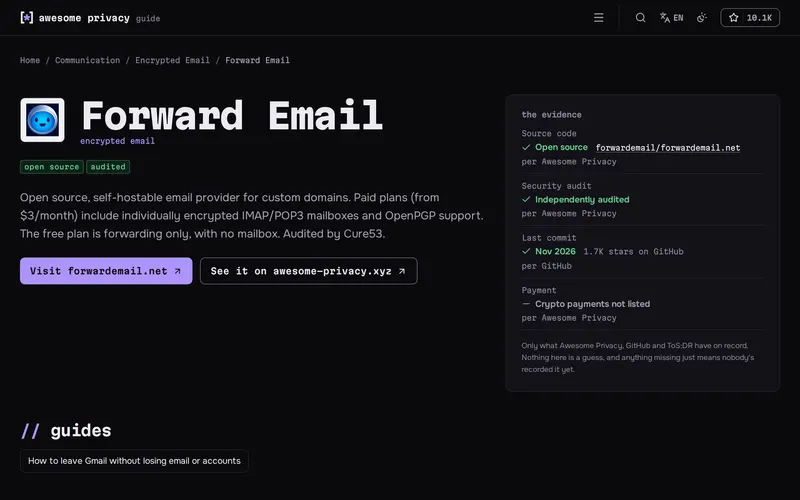 [*] awesome privacy guide
EN
10.1K
Home / Communication / Encrypted Email / Forward Email
Forward Email
encrypted email
open source audited
Open source, self-hostable email provider for custom domains. Paid plans (from
$3/month) include individually encrypted IMAP/POP3 mailboxes and OpenPGP support.
The free plan is forwarding only, with no mailbox. Audited by Cure53.
Visit forwardemail.net ↗
See it on awesome-privacy.xyz ↗
the evidence
Source code
✓ Open source forwardemail/forwardemail.net
per Awesome Privacy
Security audit
✓ Independently audited
per Awesome Privacy
Last commit
✓ Nov 2026 1.7K stars on GitHub
per GitHub
Payment
— Crypto payments not listed
per Awesome Privacy
Only what Awesome Privacy, GitHub and ToS;DR have on record.
Nothing here is a guess, and anything missing just means nobody's
recorded it yet.
// guides
How to leave Gmail without losing email or accounts